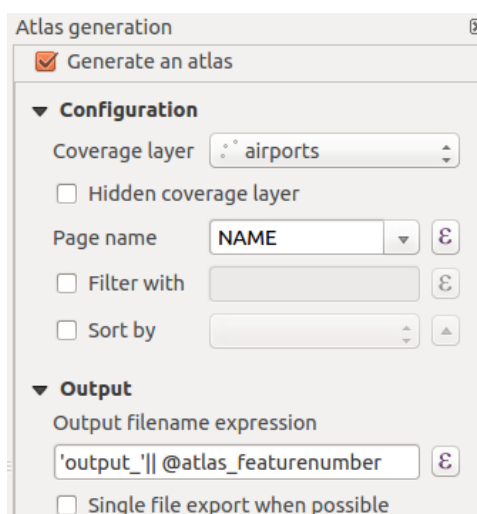 Atlas generation
Generate an atlas
Configuration
Coverage layer airports
Hidden coverage layer
Page name NAME ε
Filter with ε
Sort by
Output
Output filename expression
'output_'|| @atlas_featurenumber ε
Single file export when possible